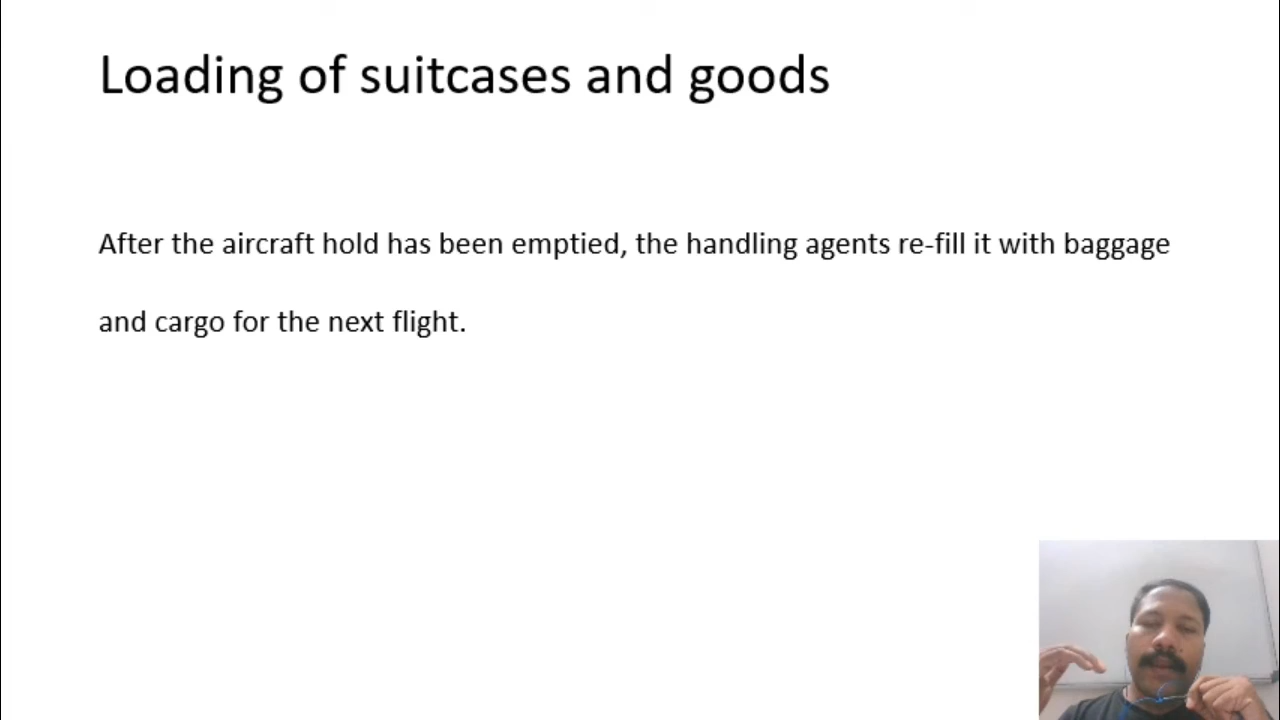 Loading of suitcases and goods
After the aircraft hold has been emptied, the handling agents re-fill it with baggage
and cargo for the next flight.